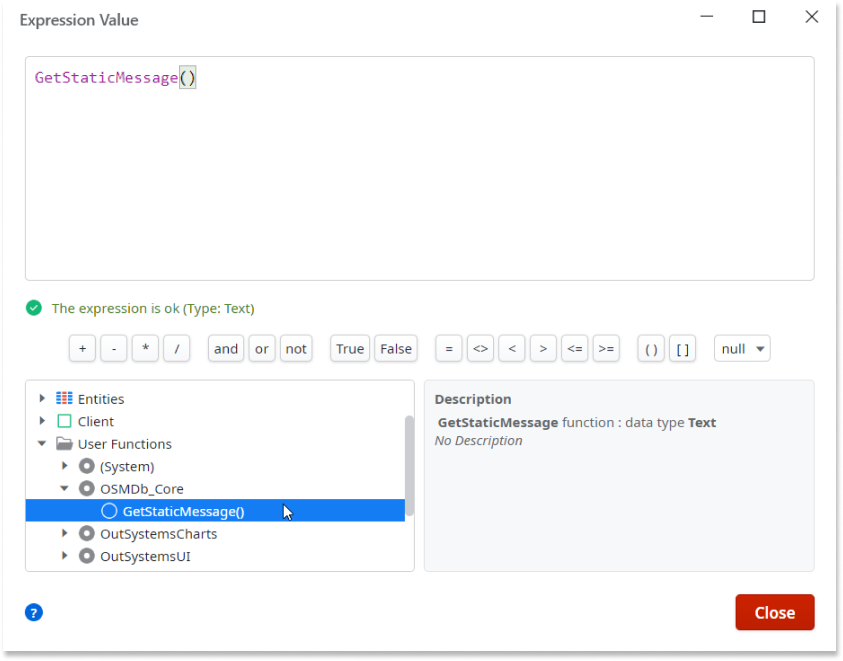 Expression Value
GetStaticMessage()
The expression is ok (Type: Text)
+ - * / and or not True False = <> < > <= >= ( ) [ ] null
Entities
Client
User Functions
(System)
OSMDb_Core
GetStaticMessage()
OutSystemsCharts
OutSystemsUI
Description
GetStaticMessage function : data type Text
No Description
?
Close